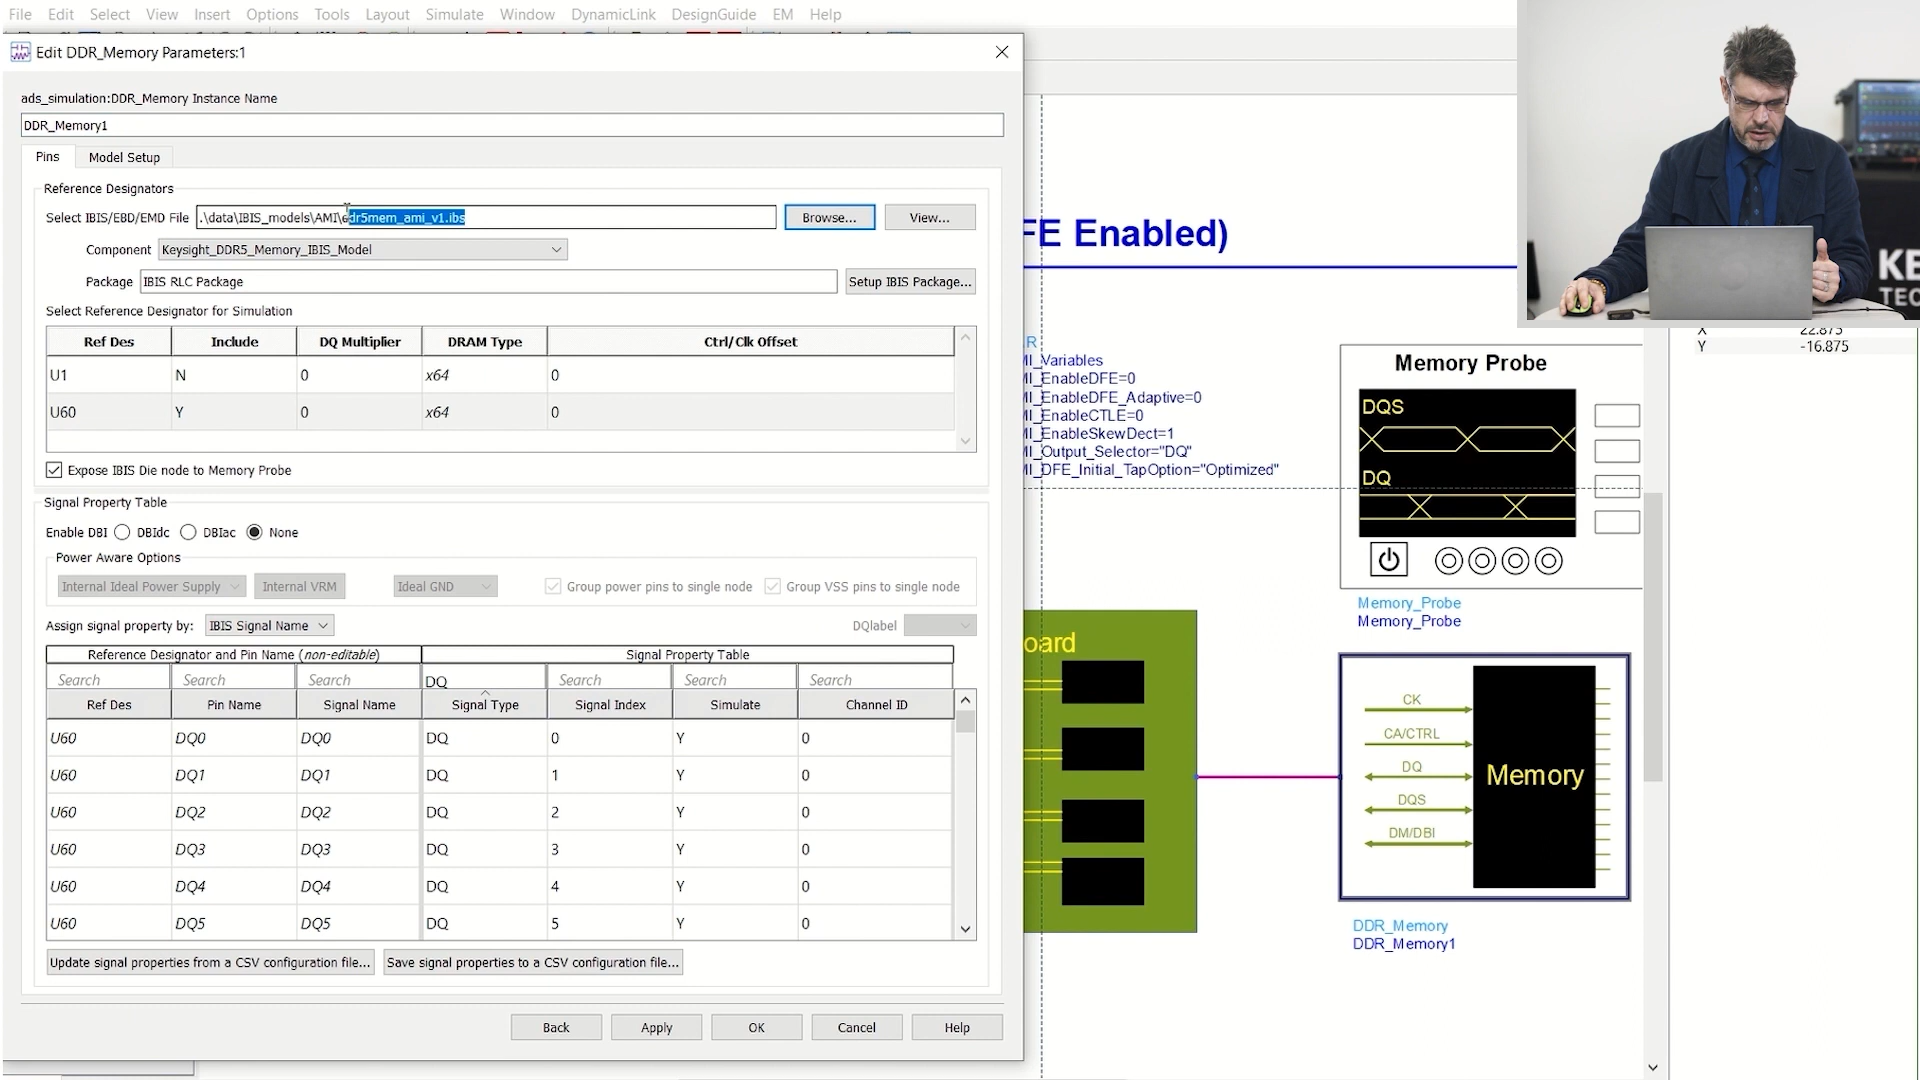 File Edit Select View Insert Options Tools Layout Simulate Window DynamicLink DesignGuide EM Help
Edit DDR_Memory Parameters:1
ads_simulation:DDR_Memory Instance Name
DDR_Memory1
Pins Model Setup
Reference Designators
Select IBIS/EBD/EMD File .\data\IBIS_models\AMI\edr5mem_ami_v1.ibs Browse... View...
Component Keysight_DDR5_Memory_IBIS_Model
Package IBIS RLC Package Setup IBIS Package...
Select Reference Designator for Simulation
Ref Des Include DQ Multiplier DRAM Type Ctrl/Clk Offset
U1 N 0 x64 0
U60 Y 0 x64 0
Expose IBIS Die node to Memory Probe
Signal Property Table
Enable DBI DBIdc DBIac None
Power Aware Options
Internal Ideal Power Supply Internal VRM Ideal GND Group power pins to single node Group VSS pins to single node
Assign signal property by: IBIS Signal Name DQlabel
Reference Designator and Pin Name (non-editable) Signal Property Table
Search Search Search DQ Search Search Search
Ref Des Pin Name Signal Name Signal Type Signal Index Simulate Channel ID
U60 DQ0 DQ0 DQ 0 Y 0
U60 DQ1 DQ1 DQ 1 Y 0
U60 DQ2 DQ2 DQ 2 Y 0
U60 DQ3 DQ3 DQ 3 Y 0
U60 DQ4 DQ4 DQ 4 Y 0
U60 DQ5 DQ5 DQ 5 Y 0
Update signal properties from a CSV configuration file... Save signal properties to a CSV configuration file...
Back Apply OK Cancel Help
FE Enabled)
R
MI_Variables
MI_EnableDFE=0
MI_EnableDFE_Adaptive=0
MI_EnableCTLE=0
MI_EnableSkewDect=1
MI_Output_Selector="DQ"
MI_DFE_Initial_TapOption="Optimized"
oard
Memory Probe
DQS
DQ
Memory_Probe
Memory_Probe
CK
CA/CTRL
DQ
DQS
DM/DBI
Memory
DDR_Memory
DDR_Memory1
KE
TEC
X 22.875
Y -16.875